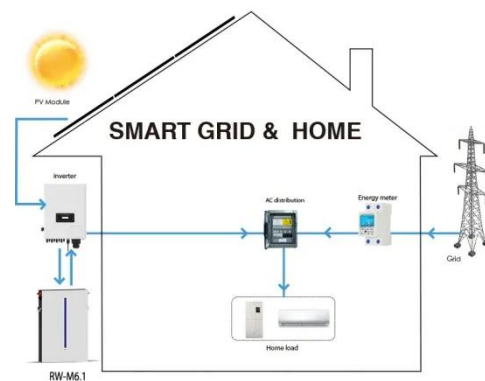 PV Module
SMART GRID & HOME
Inverter
AC distribution
Energy meter
Grid
Home load
RW-M6.1